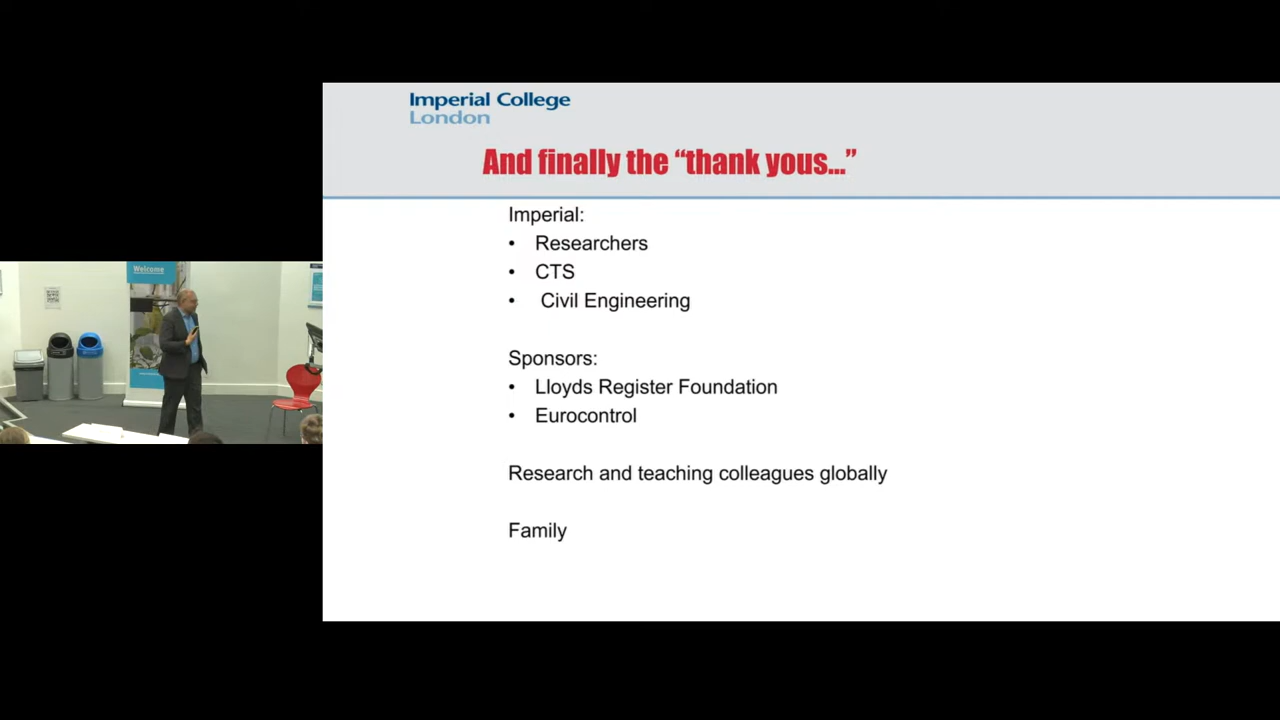 Imperial College
London
And finally the “thank yous...”
Imperial:
• Researchers
• CTS
• Civil Engineering
Sponsors:
• Lloyds Register Foundation
• Eurocontrol
Research and teaching colleagues globally
Family
Welcome